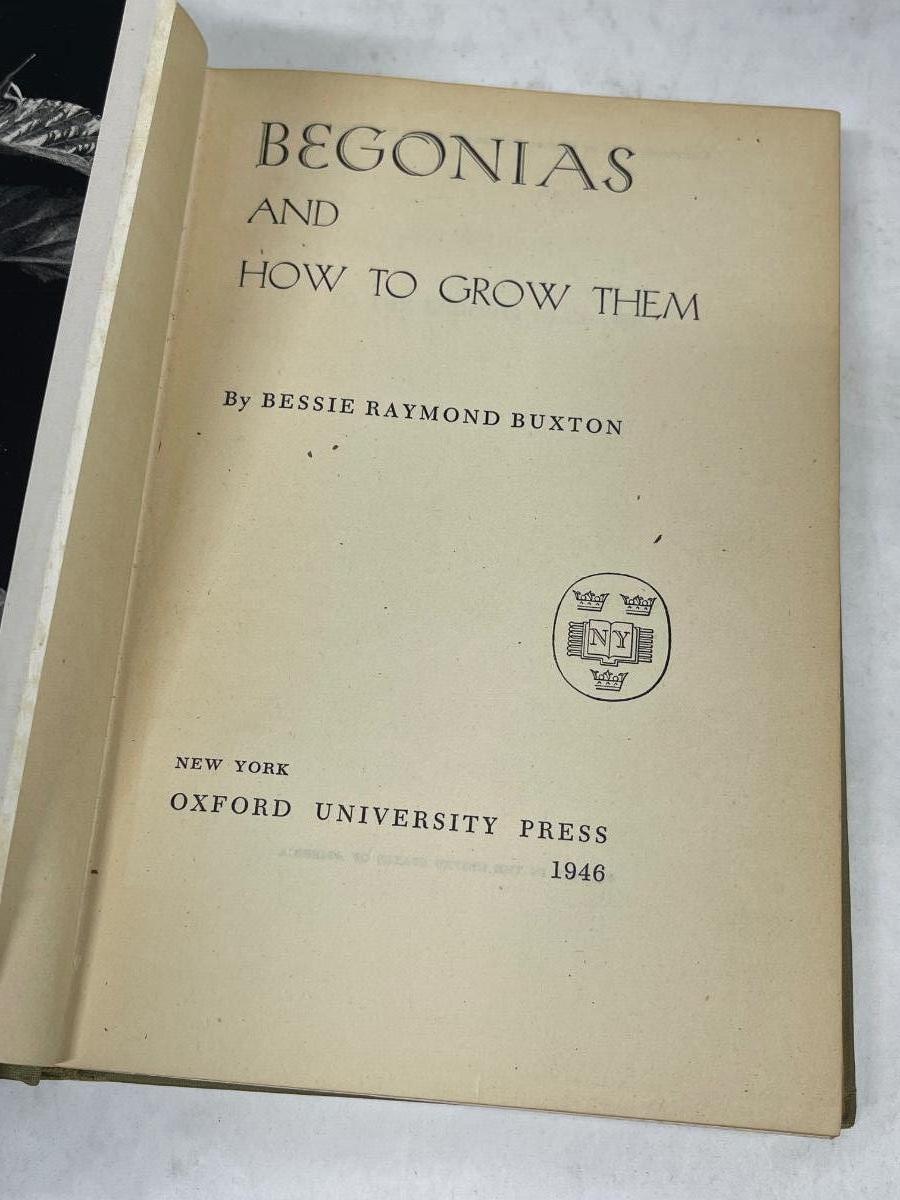 BEGONIAS
AND
HOW TO GROW THEM
By BESSIE RAYMOND BUXTON
NY
NEW YORK
OXFORD UNIVERSITY PRESS
1946